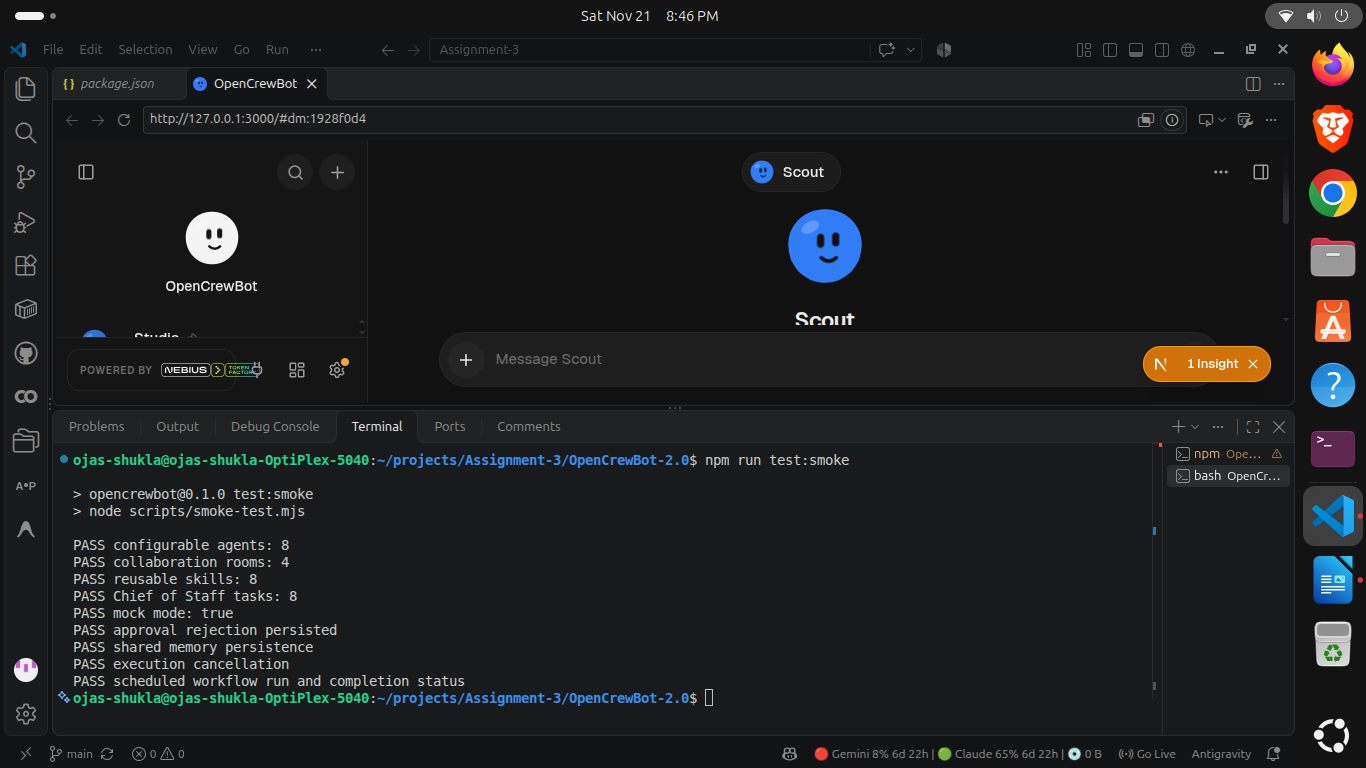 Sat Nov 21 8:46 PM
File Edit Selection View Go Run
Assignment-3
{} package.json
OpenCrewBot
http://127.0.0.1:3000/#dm:1928f0d4
Scout
OpenCrewBot
Scout
Studio
Message Scout
POWERED BY NEBIUS TOKEN FACTORY
1 Insight
Problems Output Debug Console Terminal Ports Comments
ojas-shukla@ojas-shukla-OptiPlex-5040:~/projects/Assignment-3/OpenCrewBot-2.0$ npm run test:smoke
> opencrewbot@0.1.0 test:smoke
> node scripts/smoke-test.mjs
PASS configurable agents: 8
PASS collaboration rooms: 4
PASS reusable skills: 8
PASS Chief of Staff tasks: 8
PASS mock mode: true
PASS approval rejection persisted
PASS shared memory persistence
PASS execution cancellation
PASS scheduled workflow run and completion status
ojas-shukla@ojas-shukla-OptiPlex-5040:~/projects/Assignment-3/OpenCrewBot-2.0$
npm Ope...
bash OpenCr...
main 0 0 Gemini 8% 6d 22h | Claude 65% 6d 22h | 0 B Go Live Antigravity